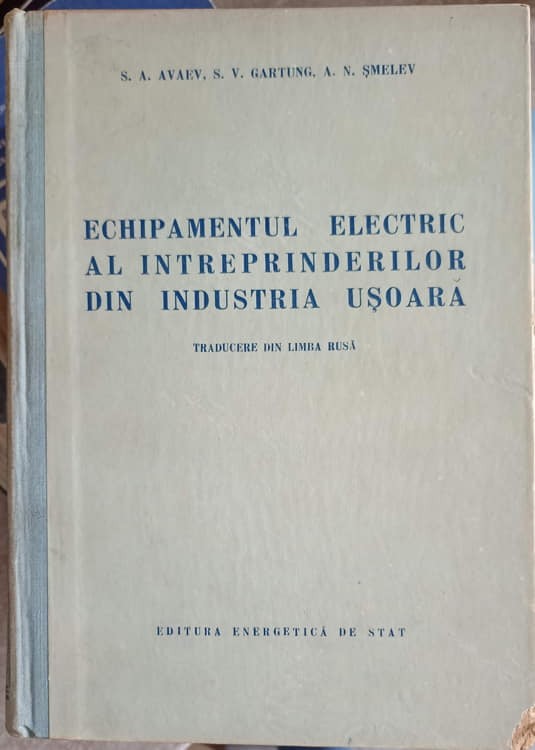 S. A. AVAEV, S. V. GARTUNG, A. N. ȘMELEV
ECHIPAMENTUL ELECTRIC
AL INTREPRINDERILOR
DIN INDUSTRIA UȘOARĂ
TRADUCERE DIN LIMBA RUSĂ
EDITURA ENERGETICĂ DE STAT